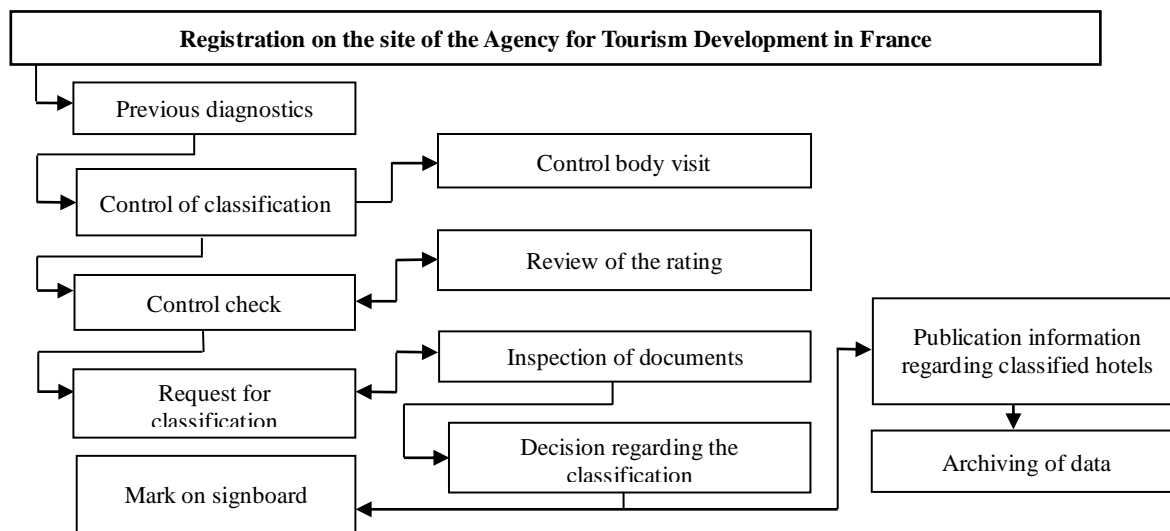 Registration on the site of the Agency for Tourism Development in France
Previous diagnostics
Control of classification
Control body visit
Control check
Review of the rating
Request for
classification
Inspection of documents
Decision regarding the
classification
Mark on signboard
Publication information
regarding classified hotels
Archiving of data